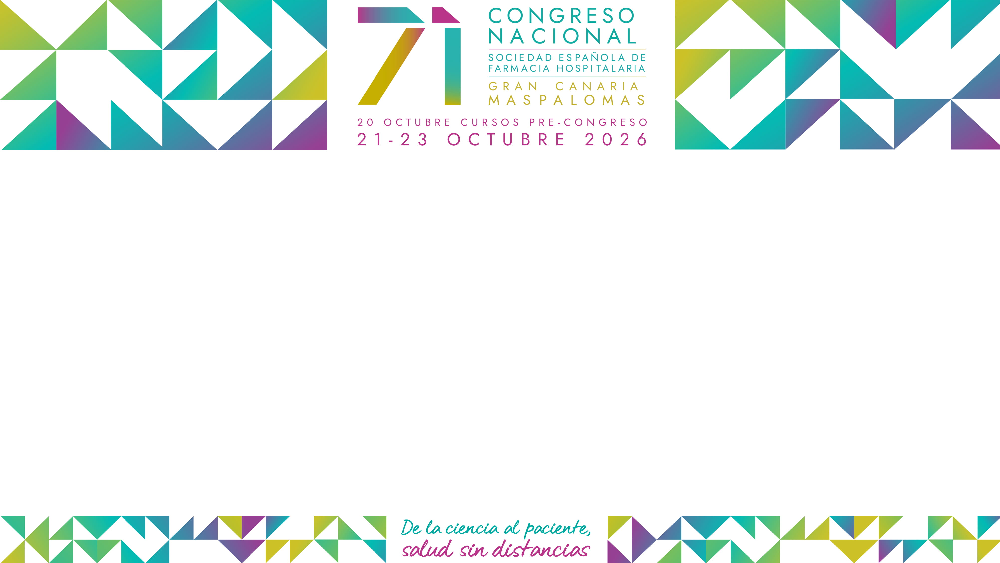 71
CONGRESO
NACIONAL
SOCIEDAD ESPAÑOLA DE
FARMACIA HOSPITALARIA
GRAN CANARIA
MASPALOMAS
20 OCTUBRE CURSOS PRE-CONGRESO
21-23 OCTUBRE 2026
De la ciencia al paciente,
salud sin distancias